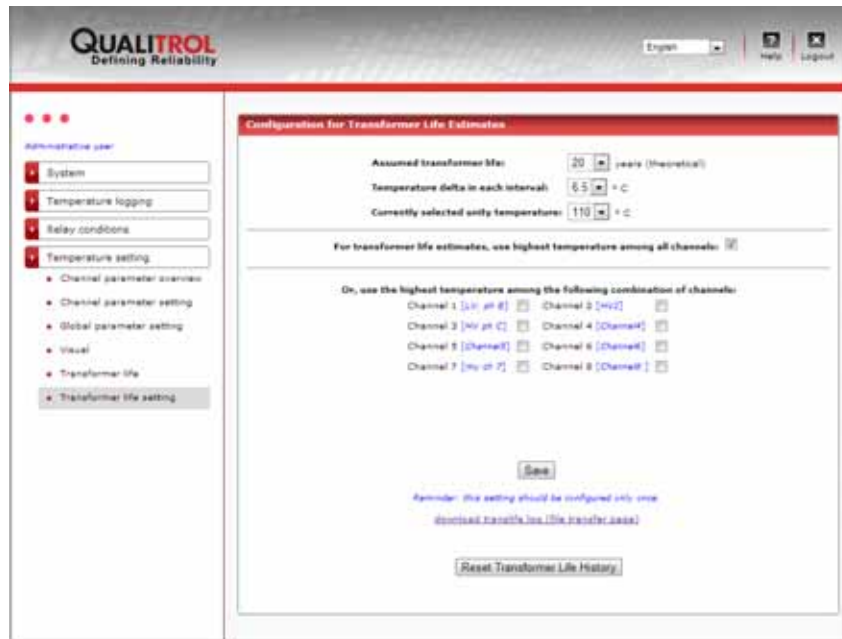 QUALITROL
Defining Reliability
English
Help
Logout
Administrative user
System
Temperature logging
Relay conditions
Temperature setting
Channel parameter overview
Channel parameter setting
Global parameter setting
Visual
Transformer life
Transformer life setting
Configuration for Transformer Life Estimates
Assumed transformer life: 20 years (theoretical)
Temperature delta in each interval: 6.5 ° C
Currently selected unity temperature: 110 ° C
For transformer life estimates, use highest temperature among all channels:
Or, use the highest temperature among the following combination of channels:
Channel 1 Channel 2 [HV2]
Channel 3 [HV pt C] Channel 4 [Channel4]
Channel 5 [Channel5] Channel 6 [Channel6]
Channel 7 Channel 8
Save
Reminder: this setting should be configured only once
download translife log (file transfer page)
Reset Transformer Life History